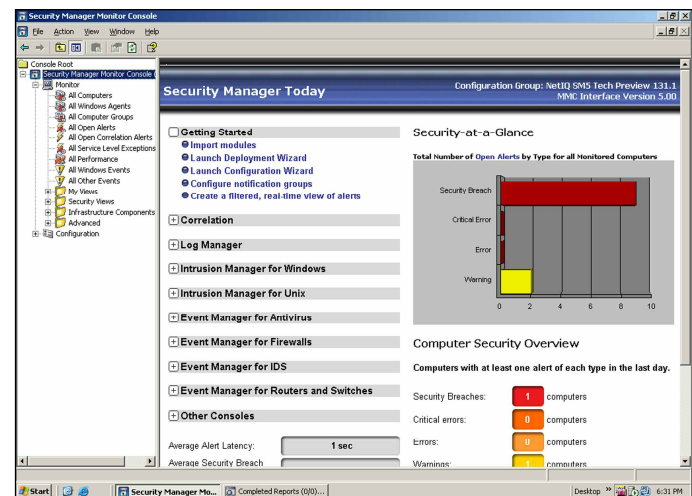 Security Manager Monitor Console
File Action View Window Help
Console Root
Security Manager Monitor Console (
Monitor
All Computers
All Windows Agents
All Computer Groups
All Open Alerts
All Open Correlation Alerts
All Service Level Exceptions
All Performance
All Windows Events
All Other Events
My Views
Security Views
Infrastructure Components
Advanced
Configuration
Security Manager Today
Configuration Group: NetIQ SM5 Tech Preview 131.1
MMC Interface Version 5.00
Getting Started
Import modules
Launch Deployment Wizard
Launch Configuration Wizard
Configure notification groups
Create a filtered, real-time view of alerts
Correlation
Log Manager
Intrusion Manager for Windows
Intrusion Manager for Unix
Event Manager for Antivirus
Event Manager for Firewalls
Event Manager for IDS
Event Manager for Routers and Switches
Other Consoles
Average Alert Latency: 1 sec
Average Security Breach
Security-at-a-Glance
Total Number of Open Alerts by Type for all Monitored Computers
Security Breach
Critical Error
Error
Warning
0 2 4 6 8 10
Computer Security Overview
Computers with at least one alert of each type in the last day.
Security Breaches: 1 computers
Critical errors: 0 computers
Errors: 0 computers
Warnings: 1 computers
Start
Security Manager Mo...
Completed Reports (0/0)...
Desktop »
6:31 PM